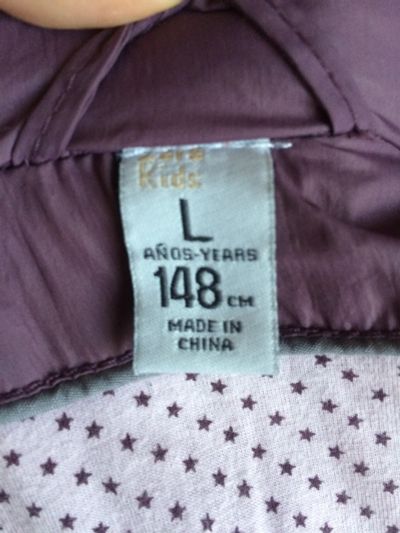 Kids
L
AÑOS-YEARS
148 CM
MADE IN
CHINA